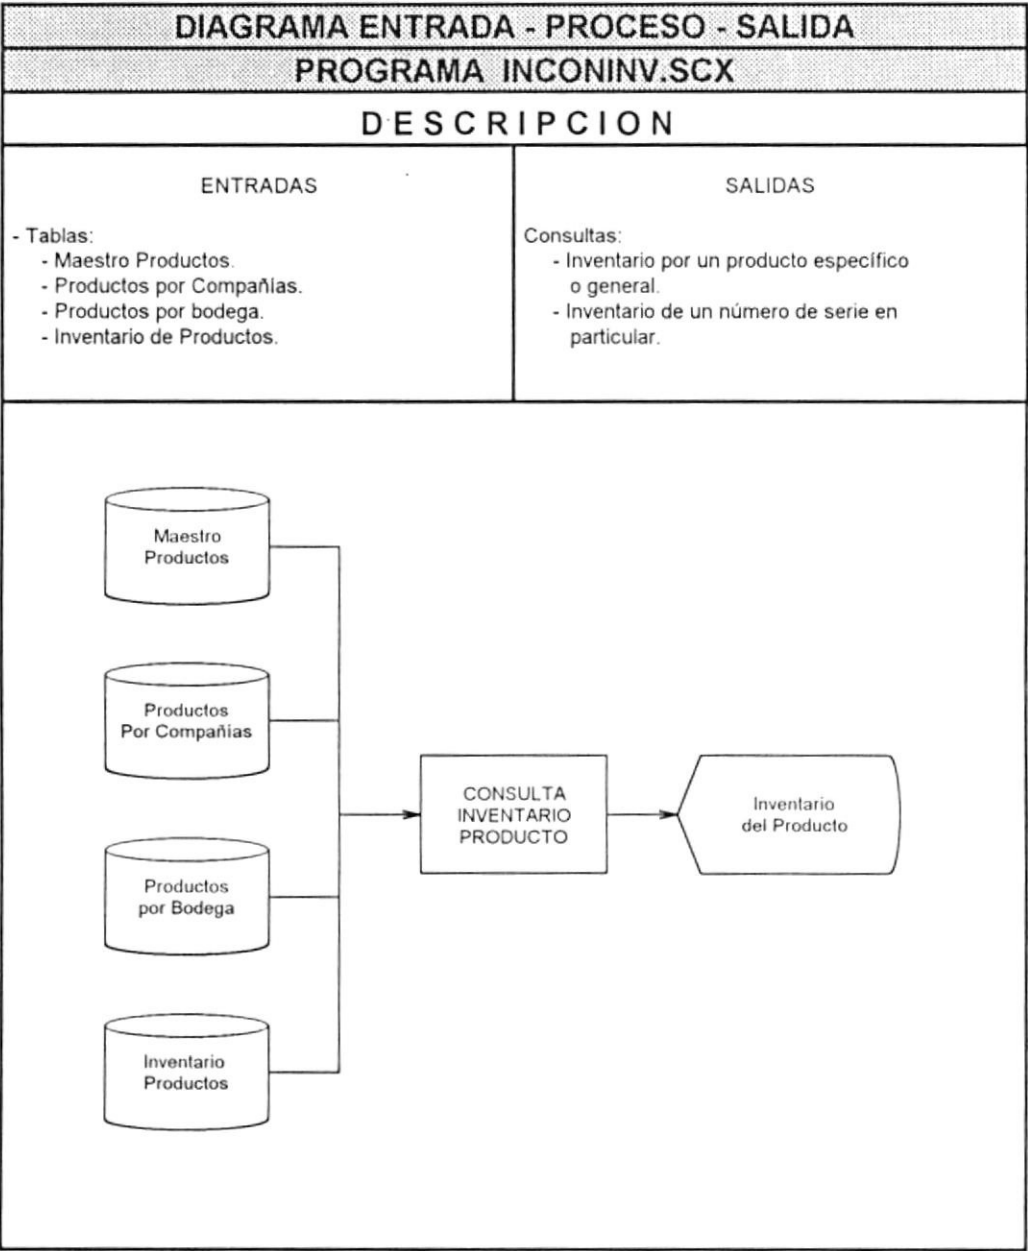 DIAGRAMA ENTRADA - PROCESO - SALIDA
PROGRAMA INCONINV.SCX
DESCRIPCION
ENTRADAS
- Tablas:
- Maestro Productos.
- Productos por Compañías.
- Productos por bodega.
- Inventario de Productos.
SALIDAS
Consultas:
- Inventario por un producto específico
o general.
- Inventario de un número de serie en
particular.
Maestro
Productos
Productos
Por Compañías
Productos
por Bodega
Inventario
Productos
CONSULTA
INVENTARIO
PRODUCTO
Inventario
del Producto